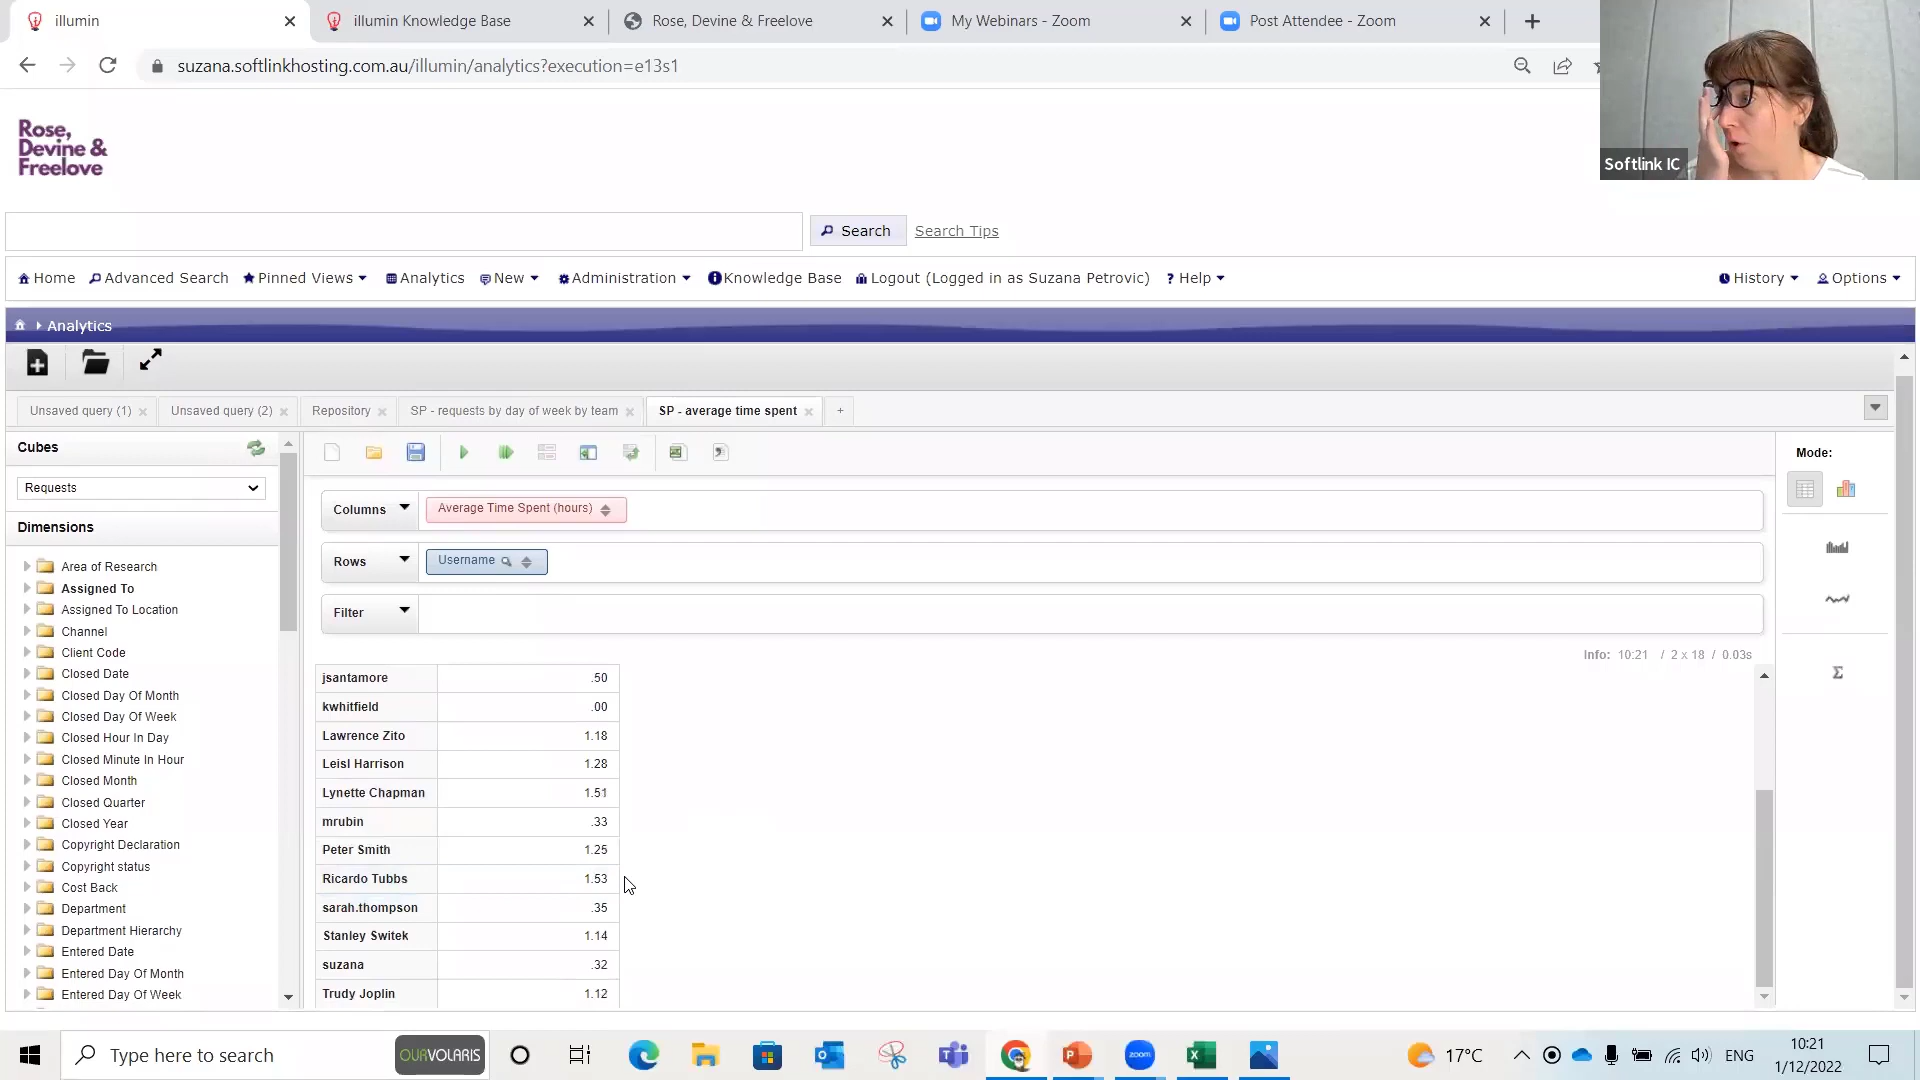 illumin
illumin Knowledge Base
Rose, Devine & Freelove
My Webinars - Zoom
Post Attendee - Zoom
suzana.softlinkhosting.com.au/illumin/analytics?execution=e13s1
Softlink IC
Rose,
Devine &
Freelove
Search
Search Tips
Home
Advanced Search
Pinned Views
Analytics
New
Administration
Knowledge Base
Logout (Logged in as Suzana Petrovic)
? Help
History
Options
Analytics
Unsaved query (1)
Unsaved query (2)
Repository
SP - requests by day of week by team
SP - average time spent
+
Cubes
Requests
Dimensions
Area of Research
Assigned To
Assigned To Location
Channel
Client Code
Closed Date
Closed Day Of Month
Closed Day Of Week
Closed Hour In Day
Closed Minute In Hour
Closed Month
Closed Quarter
Closed Year
Copyright Declaration
Copyright status
Cost Back
Department
Department Hierarchy
Entered Date
Entered Day Of Month
Entered Day Of Week
Columns
Average Time Spent (hours)
Rows
Username
Filter
Info: 10:21 / 2 x 18 / 0.03s
jsantamore .50
kwhitfield .00
Lawrence Zito 1.18
Leisl Harrison 1.28
Lynette Chapman 1.51
mrubin .33
Peter Smith 1.25
Ricardo Tubbs 1.53
sarah.thompson .35
Stanley Switek 1.14
suzana .32
Trudy Joplin 1.12
Mode:
Σ
Type here to search
OURVOLARIS
zoom
17°C
ENG
10:21
1/12/2022